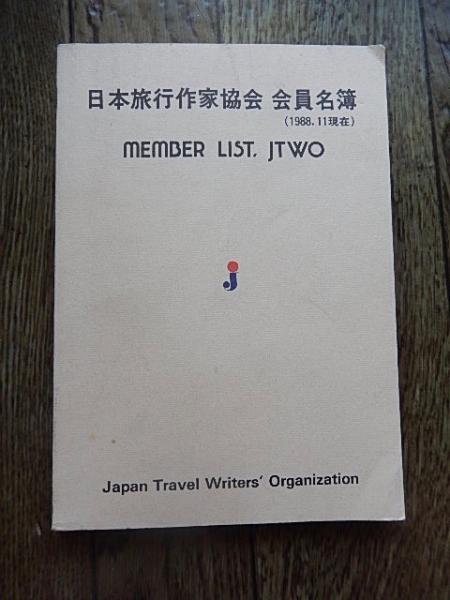 日本旅行作家協会 会員名簿
(1988.11現在)
MEMBER LIST. JTWO
j
Japan Travel Writers' Organization